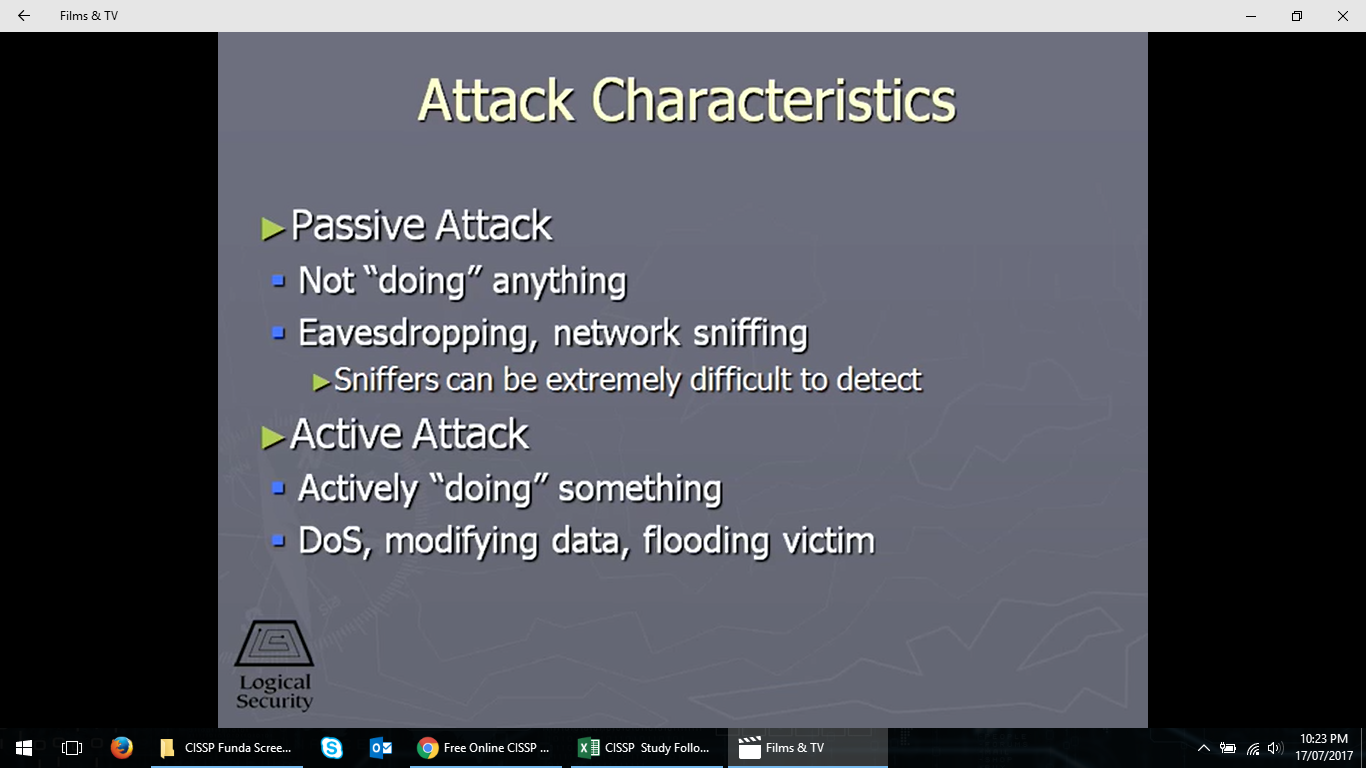 Films & TV
Attack Characteristics
Passive Attack
Not “doing” anything
Eavesdropping, network sniffing
Sniffers can be extremely difficult to detect
Active Attack
Actively “doing” something
DoS, modifying data, flooding victim
Logical
Security
CISSP Funda Scree...
Free Online CISSP ...
CISSP Study Follo...
Films & TV
10:23 PM
17/07/2017